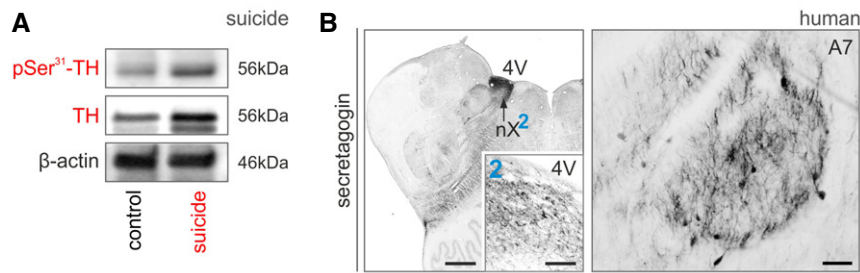 A
suicide
pSer³¹-TH 56kDa
TH 56kDa
β-actin 46kDa
control
suicide
B
human
secretagogin
4V
nX2
2 4V
A7